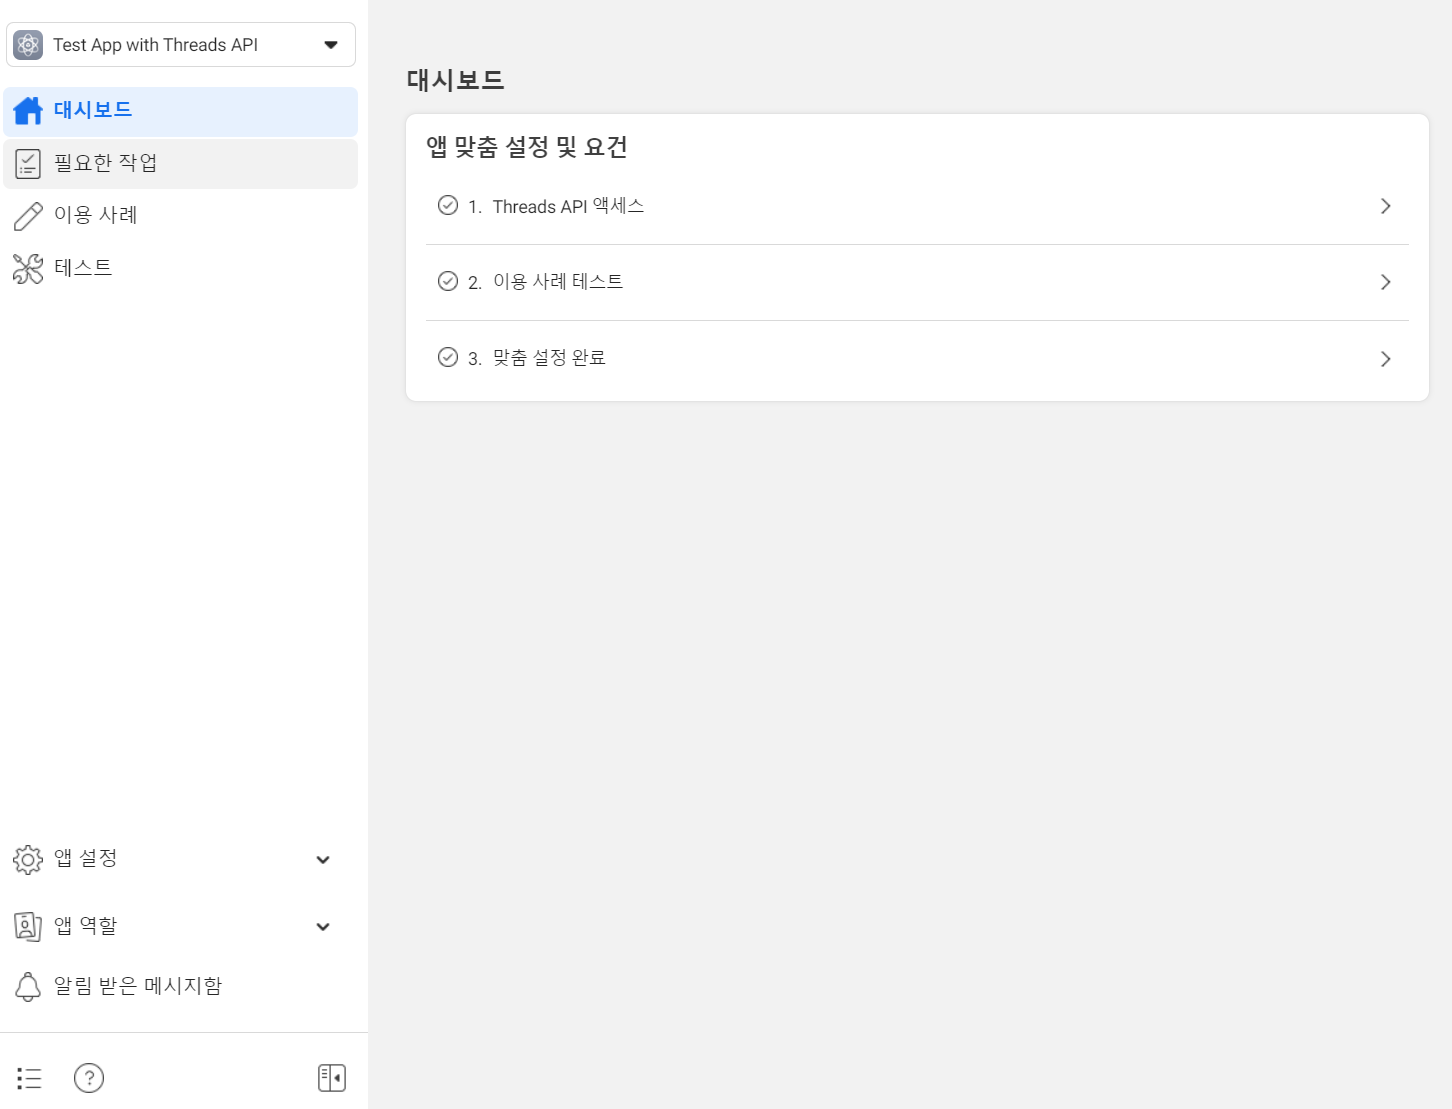 Test App with Threads API
대시보드
필요한 작업
이용 사례
테스트
앱 설정
앱 역할
알림 받은 메시지함
?
대시보드
앱 맞춤 설정 및 요건
1. Threads API 액세스
2. 이용 사례 테스트
3. 맞춤 설정 완료